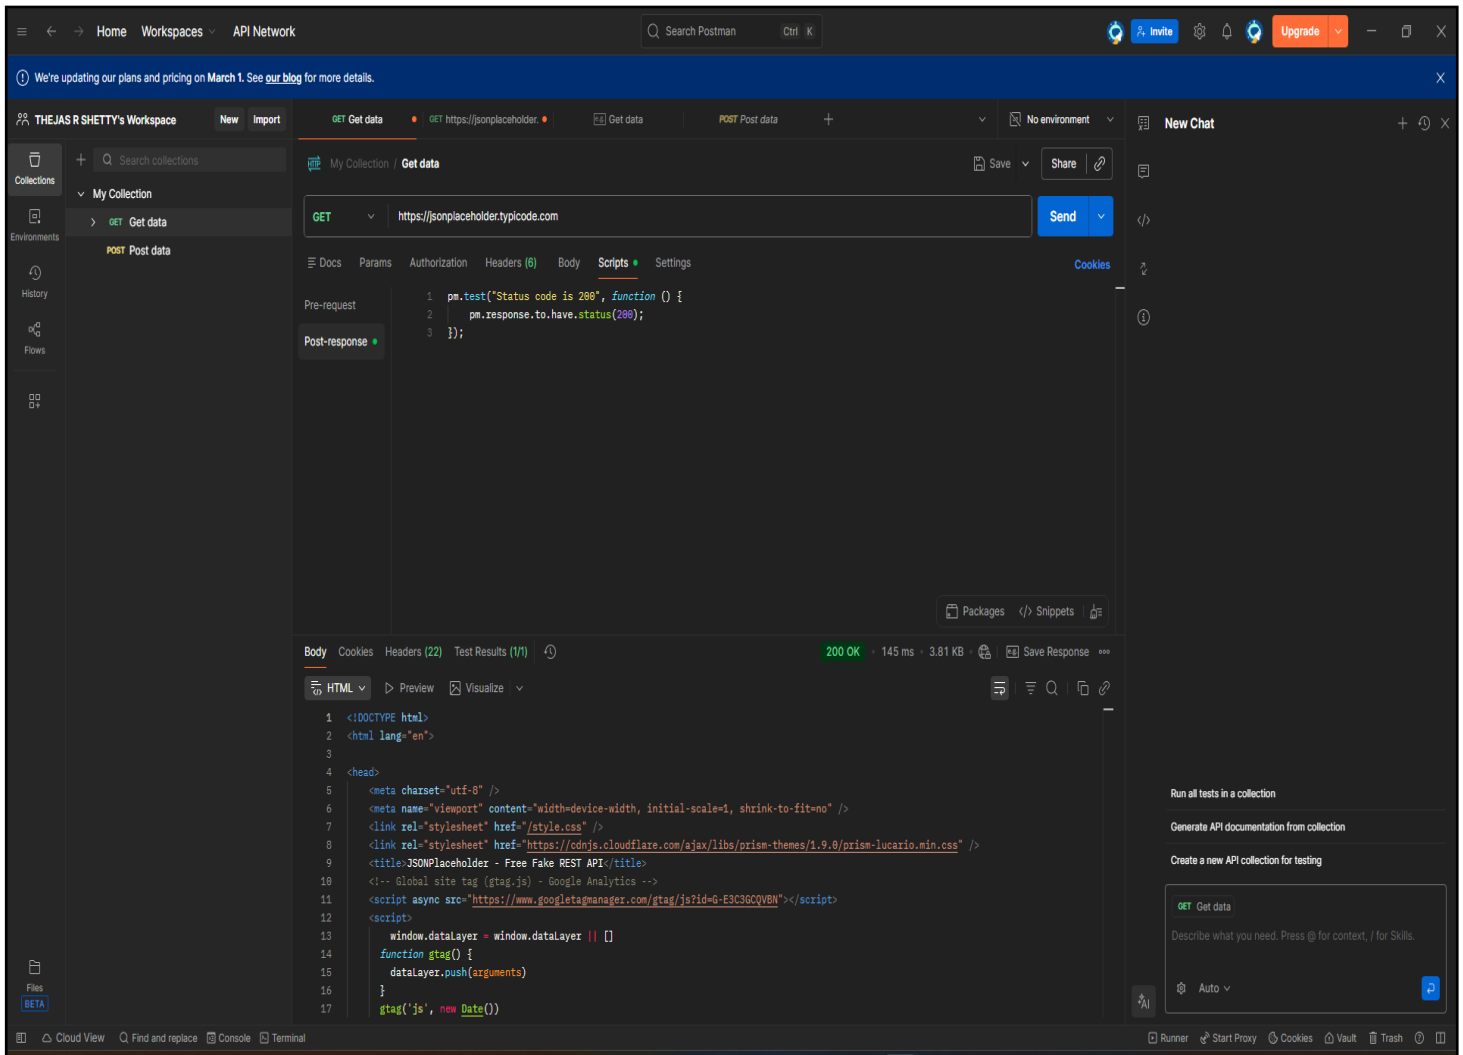 Home Workspaces API Network Search Postman Ctrl K Invite Upgrade
We're updating our plans and pricing on March 1. See our blog for more details.
THEJAS R SHETTY's Workspace New Import
GET Get data GET https://jsonplaceholder. Get data POST Post data No environment
New Chat
Collections
Search collections
My Collection
GET Get data
POST Post data
Environments
History
Flows
Files
BETA
HTTP My Collection / Get data Save Share
GET https://jsonplaceholder.typicode.com Send
Docs Params Authorization Headers (6) Body Scripts Settings Cookies
Pre-request
Post-response
1 pm.test("Status code is 200", function () {
2 pm.response.to.have.status(200);
3 });
Packages </> Snippets
Body Cookies Headers (22) Test Results (1/1) 200 OK 145 ms 3.81 KB Save Response
HTML Preview Visualize
1 <!DOCTYPE html>
2 <html lang="en">
3
4 <head>
5 <meta charset="utf-8" />
6 <meta name="viewport" content="width=device-width, initial-scale=1, shrink-to-fit=no" />
7 <link rel="stylesheet" href="/style.css" />
8 <link rel="stylesheet" href="https://cdnjs.cloudflare.com/ajax/libs/prism-themes/1.9.0/prism-lucario.min.css" />
9 <title>JSONPlaceholder - Free Fake REST API</title>
10 <!-- Global site tag (gtag.js) - Google Analytics -->
11 <script async src="https://www.googletagmanager.com/gtag/js?id=G-E3C3GCQVBN"></script>
12 <script>
13 window.dataLayer = window.dataLayer || []
14 function gtag() {
15 dataLayer.push(arguments)
16 }
17 gtag('js', new Date())
Run all tests in a collection
Generate API documentation from collection
Create a new API collection for testing
GET Get data
Describe what you need. Press @ for context, / for Skills.
Auto
AI
Cloud View Find and replace Console Terminal Runner Start Proxy Cookies Vault Trash